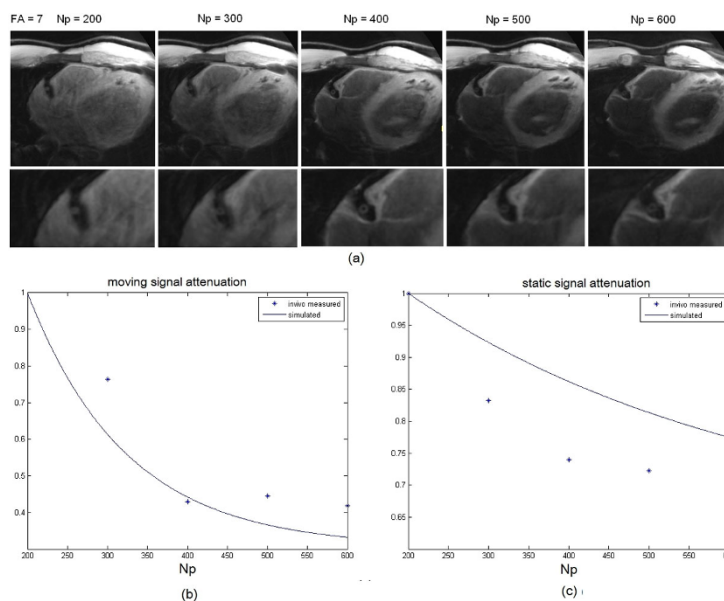 FA = 7 Np = 200 Np = 300 Np = 400 Np = 500 Np = 600
(a)
moving signal attenuation
invivo measured
simulated
1
0.9
0.8
0.7
0.6
0.5
0.4
200 250 300 350 400 450 500 550 600
Np
(b)
static signal attenuation
invivo measured
simulated
1
0.95
0.9
0.85
0.8
0.75
0.7
0.65
200 250 300 350 400 450 500 550
Np
(c)